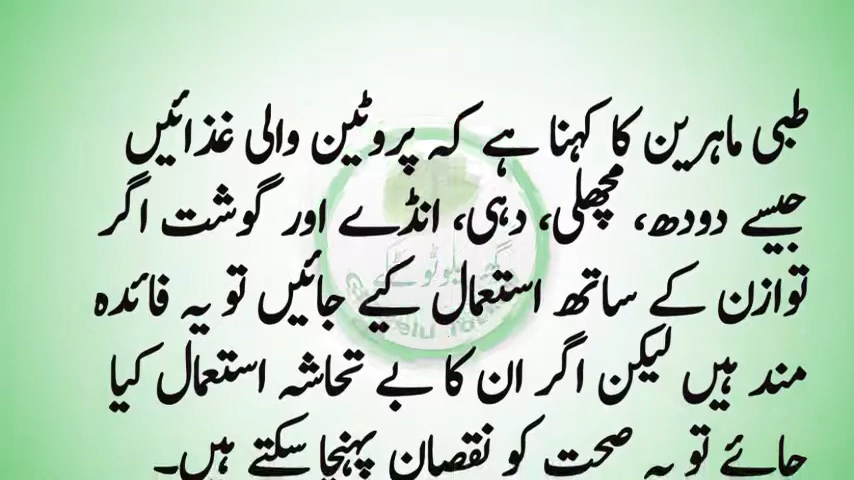 طبی ماہرین کا کہنا ہے کہ پروٹین والی غذائیں
جیسے دودھ، مچھلی، دہی، انڈے اور گوشت اگر
توازن کے ساتھ استعمال کیے جائیں تو یہ فائدہ
مند ہیں لیکن اگر ان کا بے تحاشہ استعمال کیا
جائے تو یہ صحت کو نقصان پہنچا سکتے ہیں۔